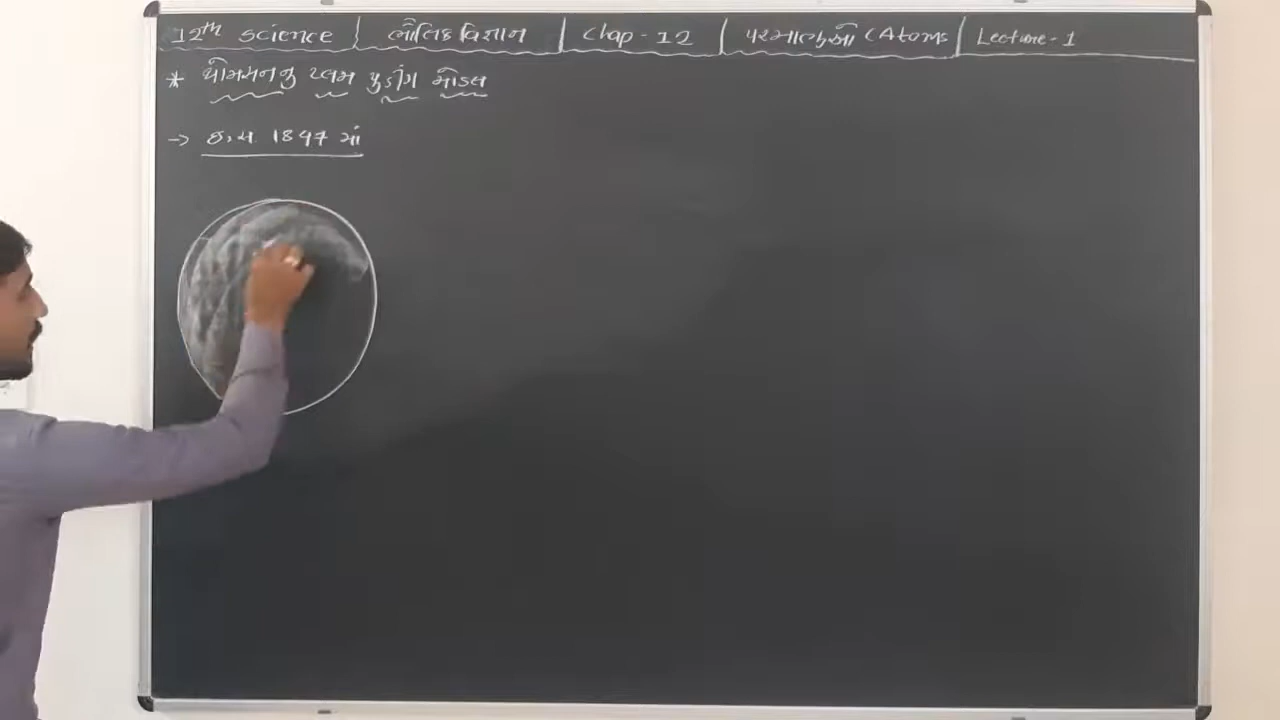 12th science | ભૌતિક વિજ્ઞાન | Chap - 12 | પરમાણુઓ (Atoms | Lecture - 1
* થોમસનનુ પ્લમ પુડીંગ મોડલ
→ ઇ.સ. 1897 માં